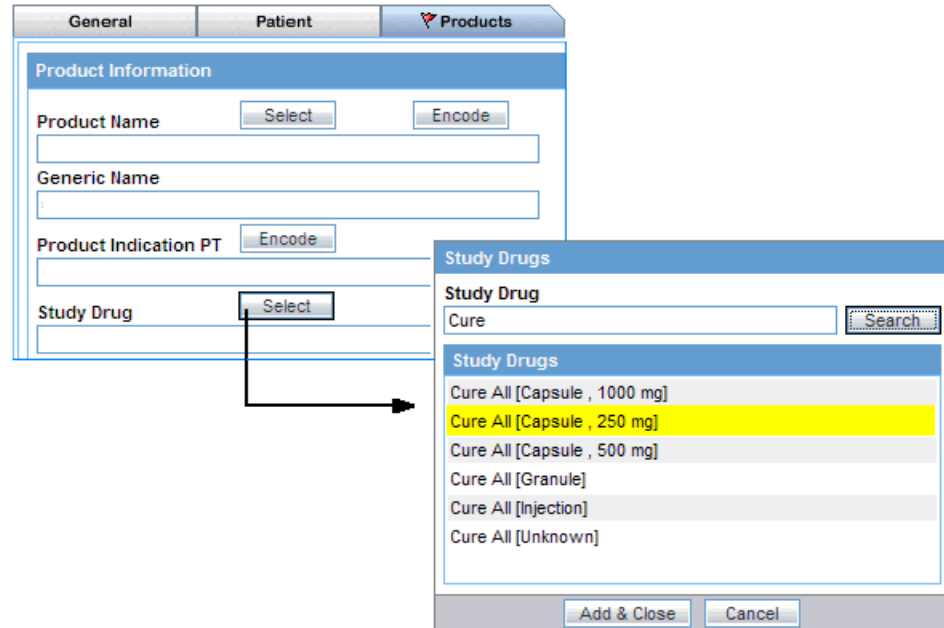 General Patient Products
Product Information
Product Name Select Encode
Generic Name
Product Indication PT Encode
Study Drug Select
Study Drugs
Study Drug
Cure Search
Study Drugs
Cure All [Capsule , 1000 mg]
Cure All [Capsule , 250 mg]
Cure All [Capsule , 500 mg]
Cure All [Granule]
Cure All [Injection]
Cure All [Unknown]
Add & Close Cancel